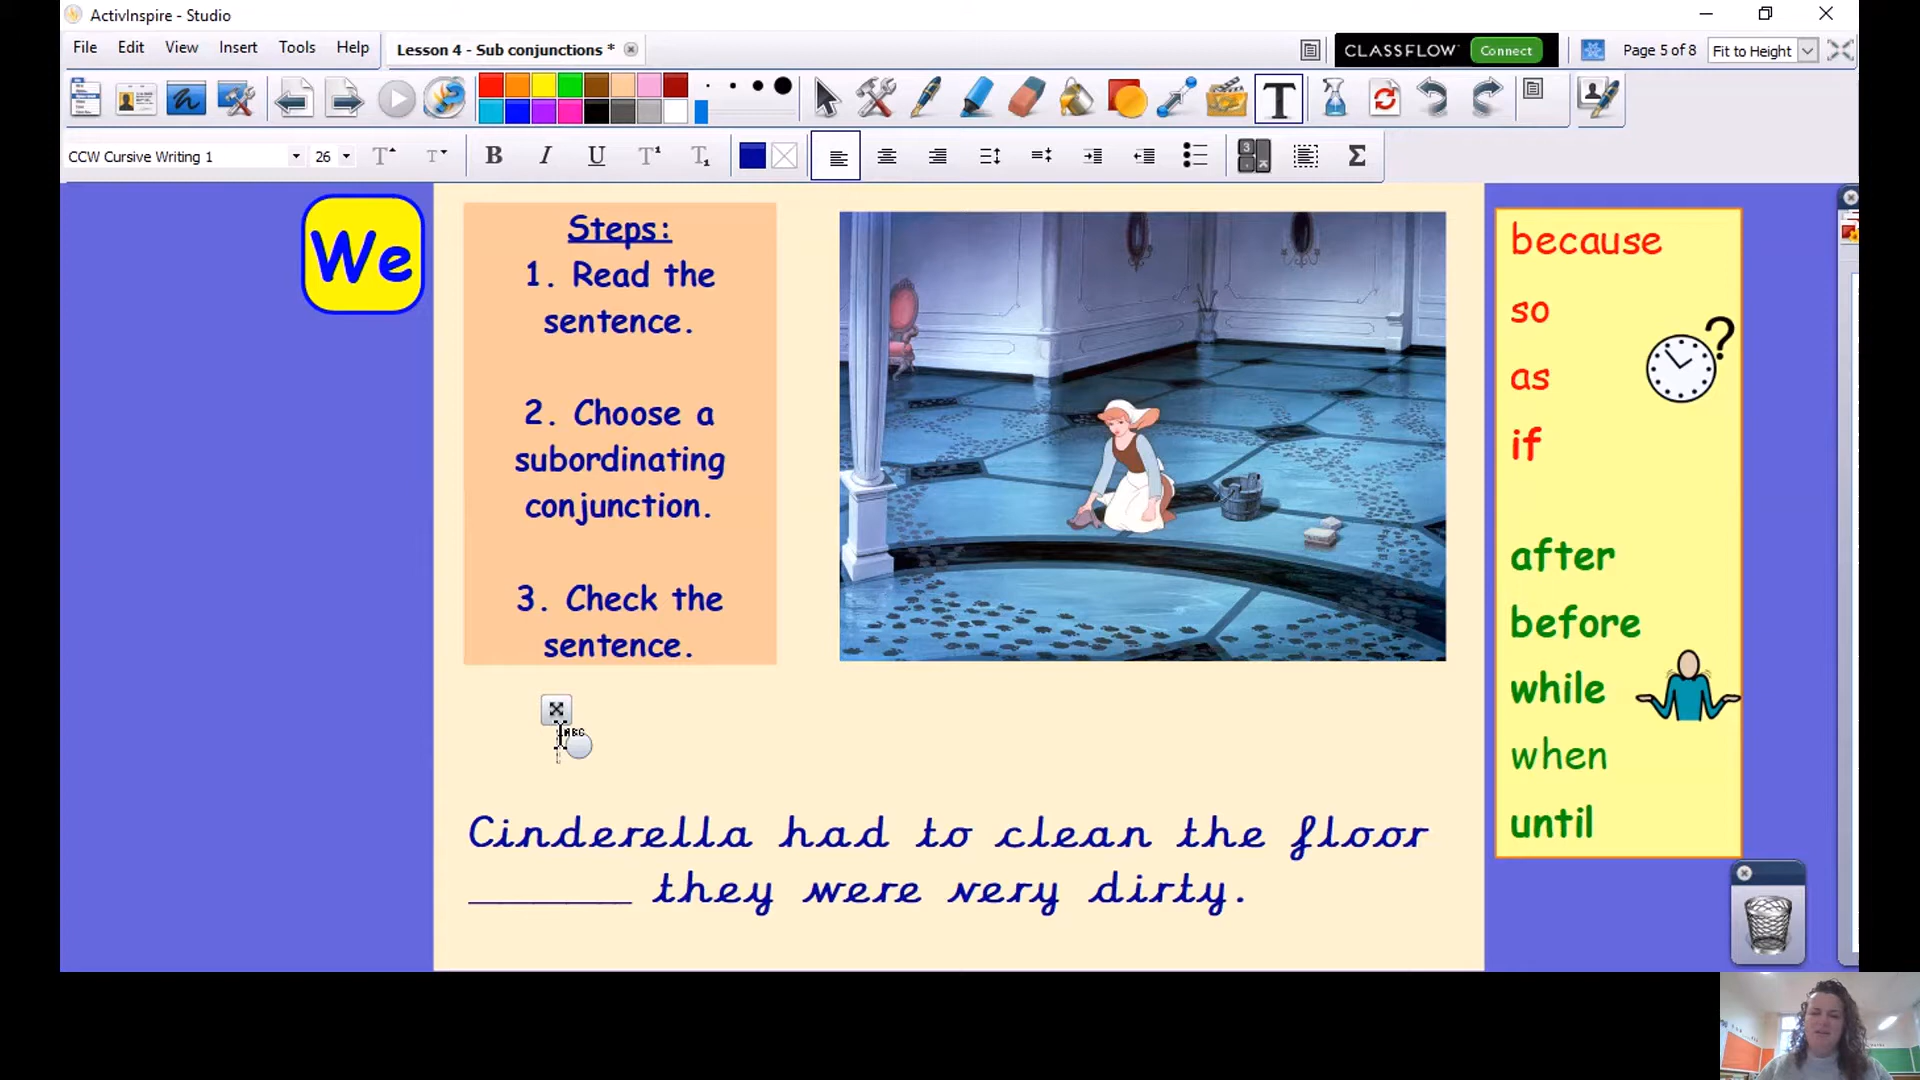 ActivInspire - Studio
File Edit View Insert Tools Help
Lesson 4 - Sub conjunctions *
CLASSFLOW Connect
Page 5 of 8
Fit to Height
T
CCW Cursive Writing 1
26
T T B I U T¹ T₁ Σ
We
Steps:
1. Read the
sentence.
2. Choose a
subordinating
conjunction.
3. Check the
sentence.
because
so
as
?
if
after
before
while
when
until
ABC
Cinderella had to clean the floor
_______ they were very dirty.